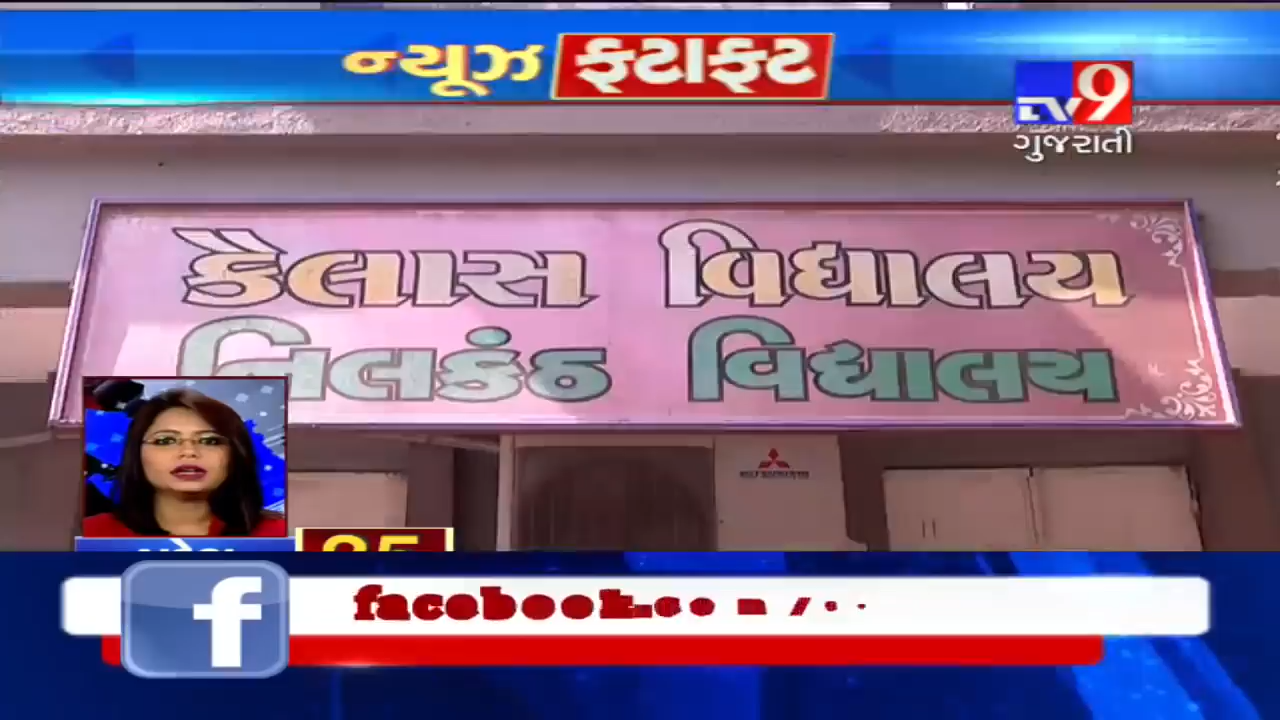 ન્યૂઝ ફટાફટ
TV9
ગુજરાતી
કૈલાસ વિદ્યાલય
નિલકંઠ વિદ્યાલય
facebook.com/